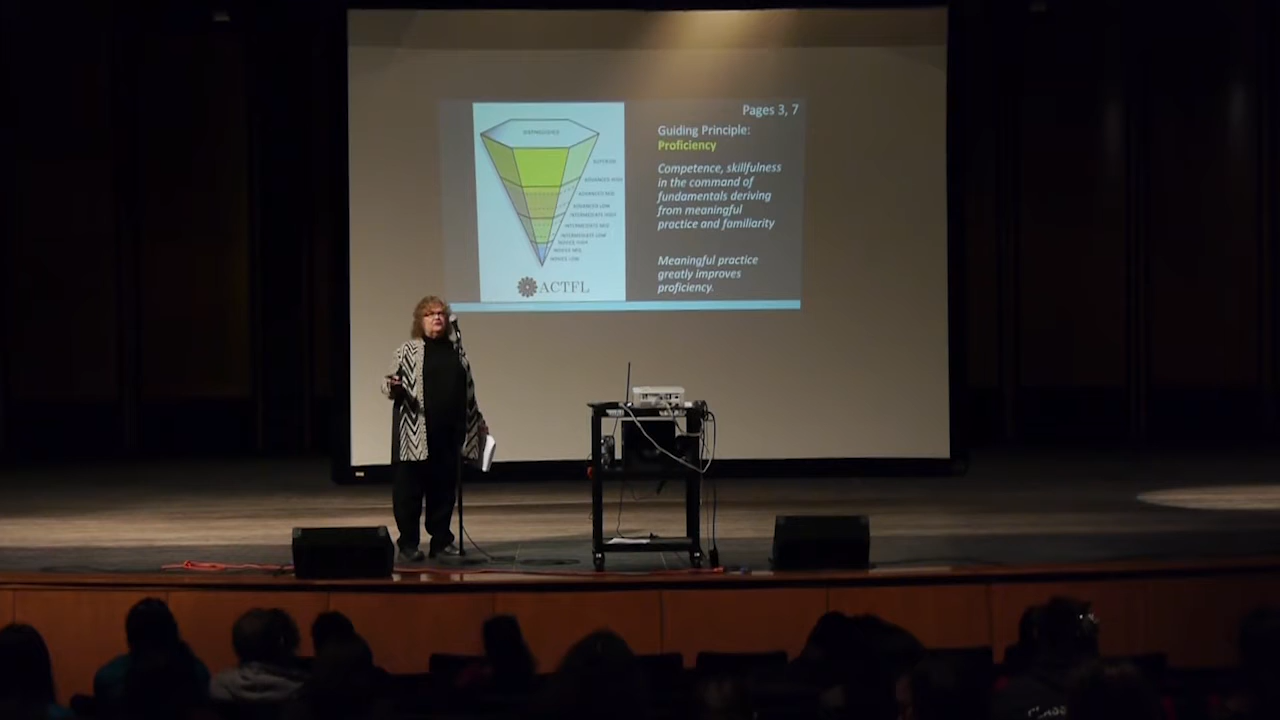 Pages 3, 7
Guiding Principle:
Proficiency
Competence, skillfulness
in the command of
fundamentals deriving
from meaningful
practice and familiarity
Meaningful practice
greatly improves
proficiency.
DISTINGUISHED
SUPERIOR
ADVANCED HIGH
ADVANCED MID
ADVANCED LOW
INTERMEDIATE HIGH
INTERMEDIATE MID
INTERMEDIATE LOW
NOVICE HIGH
NOVICE MID
NOVICE LOW
ACTFL